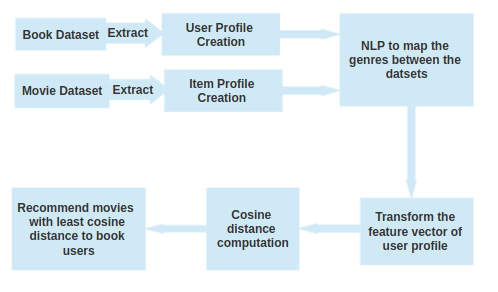 Book Dataset
Extract
User Profile
Creation
Movie Dataset
Extract
Item Profile
Creation
NLP to map the
genres between the
datsets
Transform the
feature vector of
user profile
Cosine
distance
computation
Recommend movies
with least cosine
distance to book
users